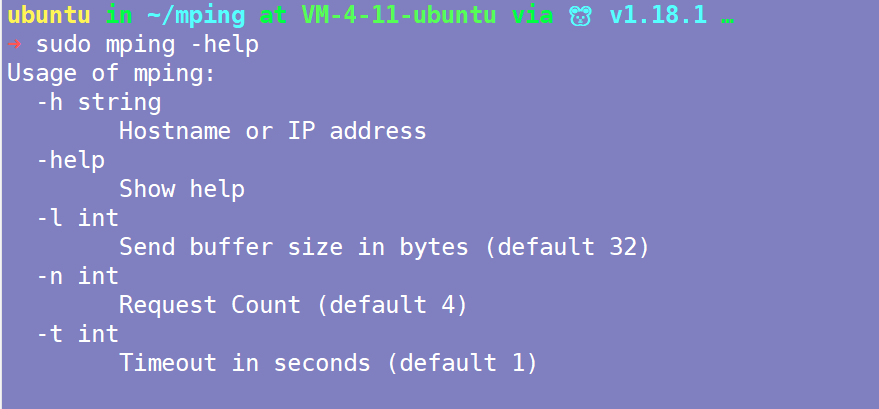 ubuntu in ~/mping at VM-4-11-ubuntu via 🐹 v1.18.1 …
→ sudo mping -help
Usage of mping:
  -h string
        Hostname or IP address
  -help
        Show help
  -l int
        Send buffer size in bytes (default 32)
  -n int
        Request Count (default 4)
  -t int
        Timeout in seconds (default 1)